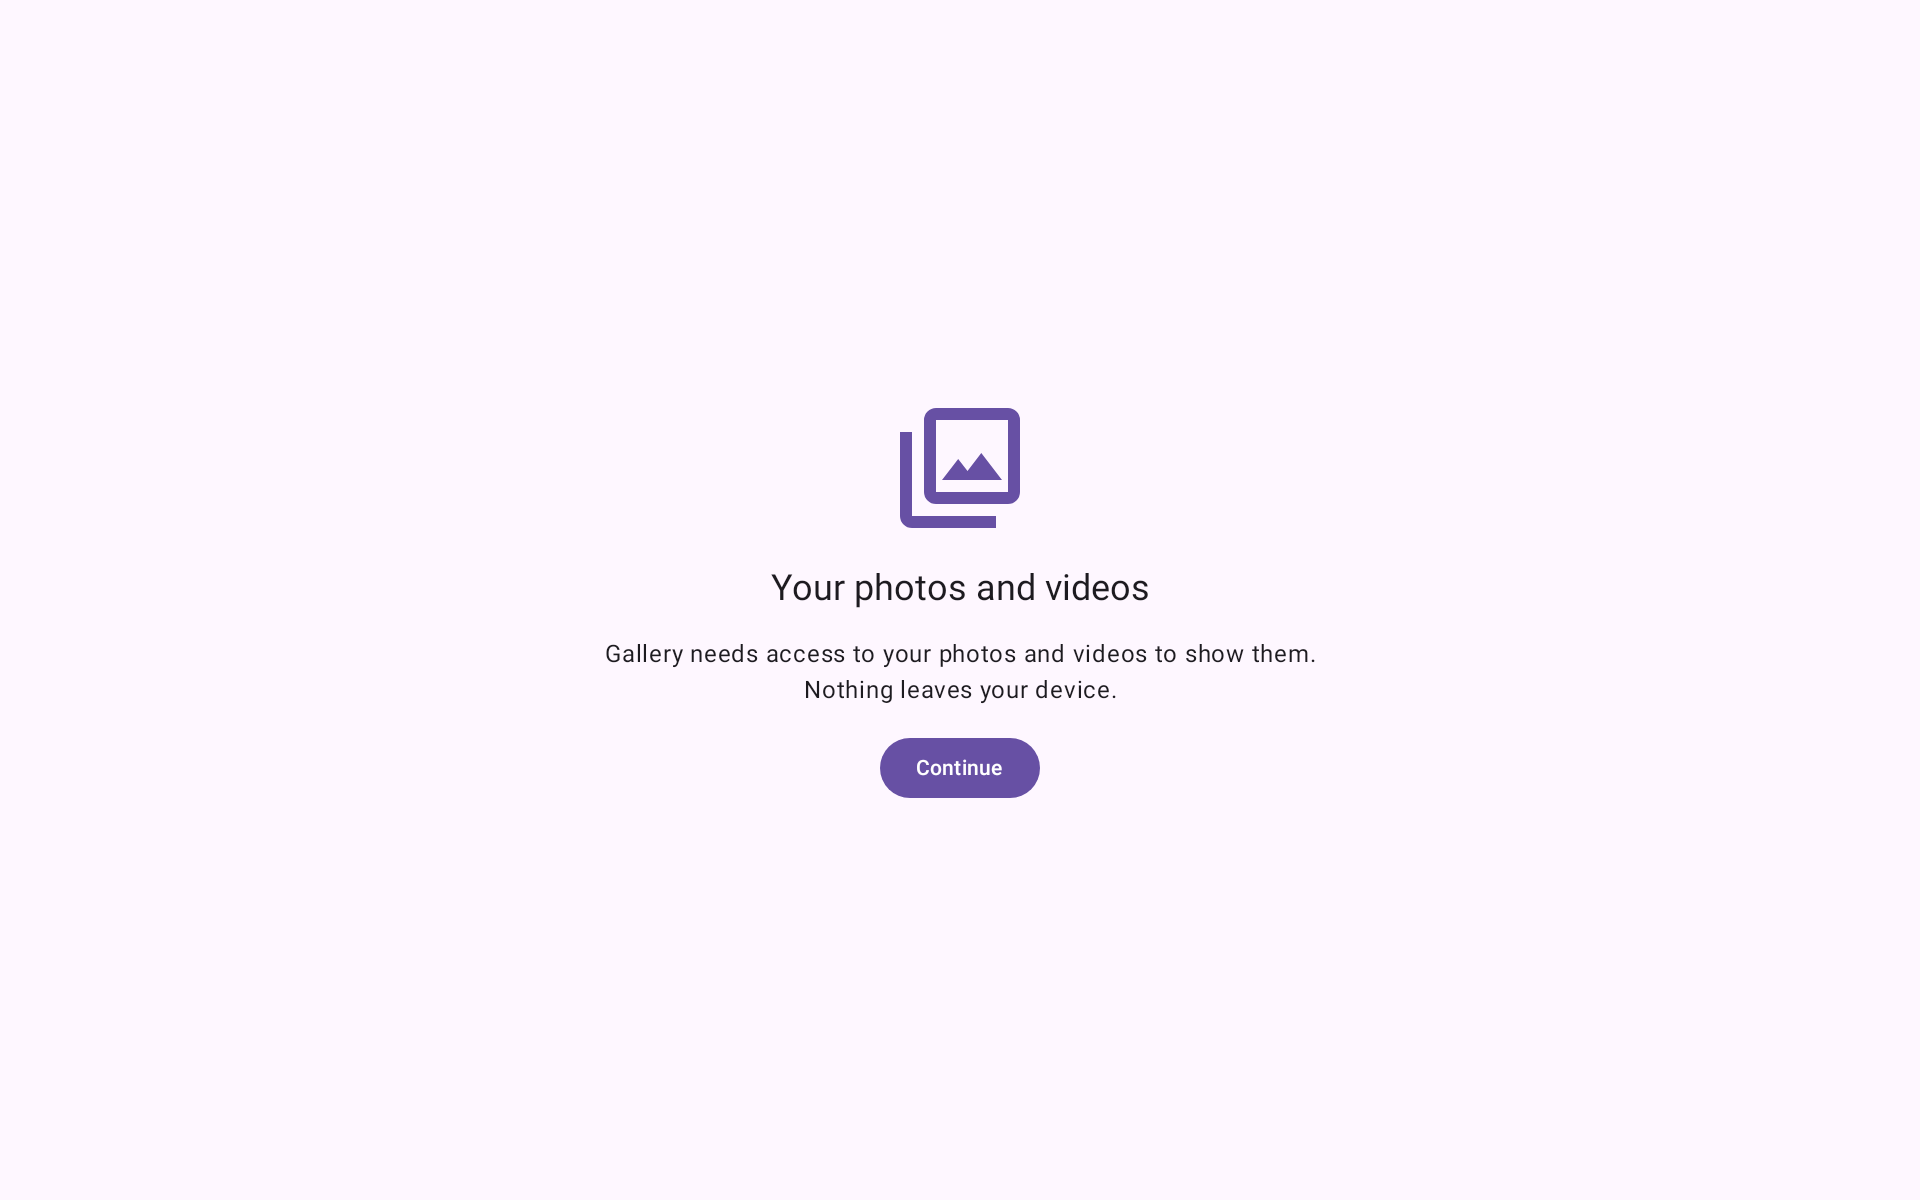 Your photos and videos
Gallery needs access to your photos and videos to show them.
Nothing leaves your device.
Continue